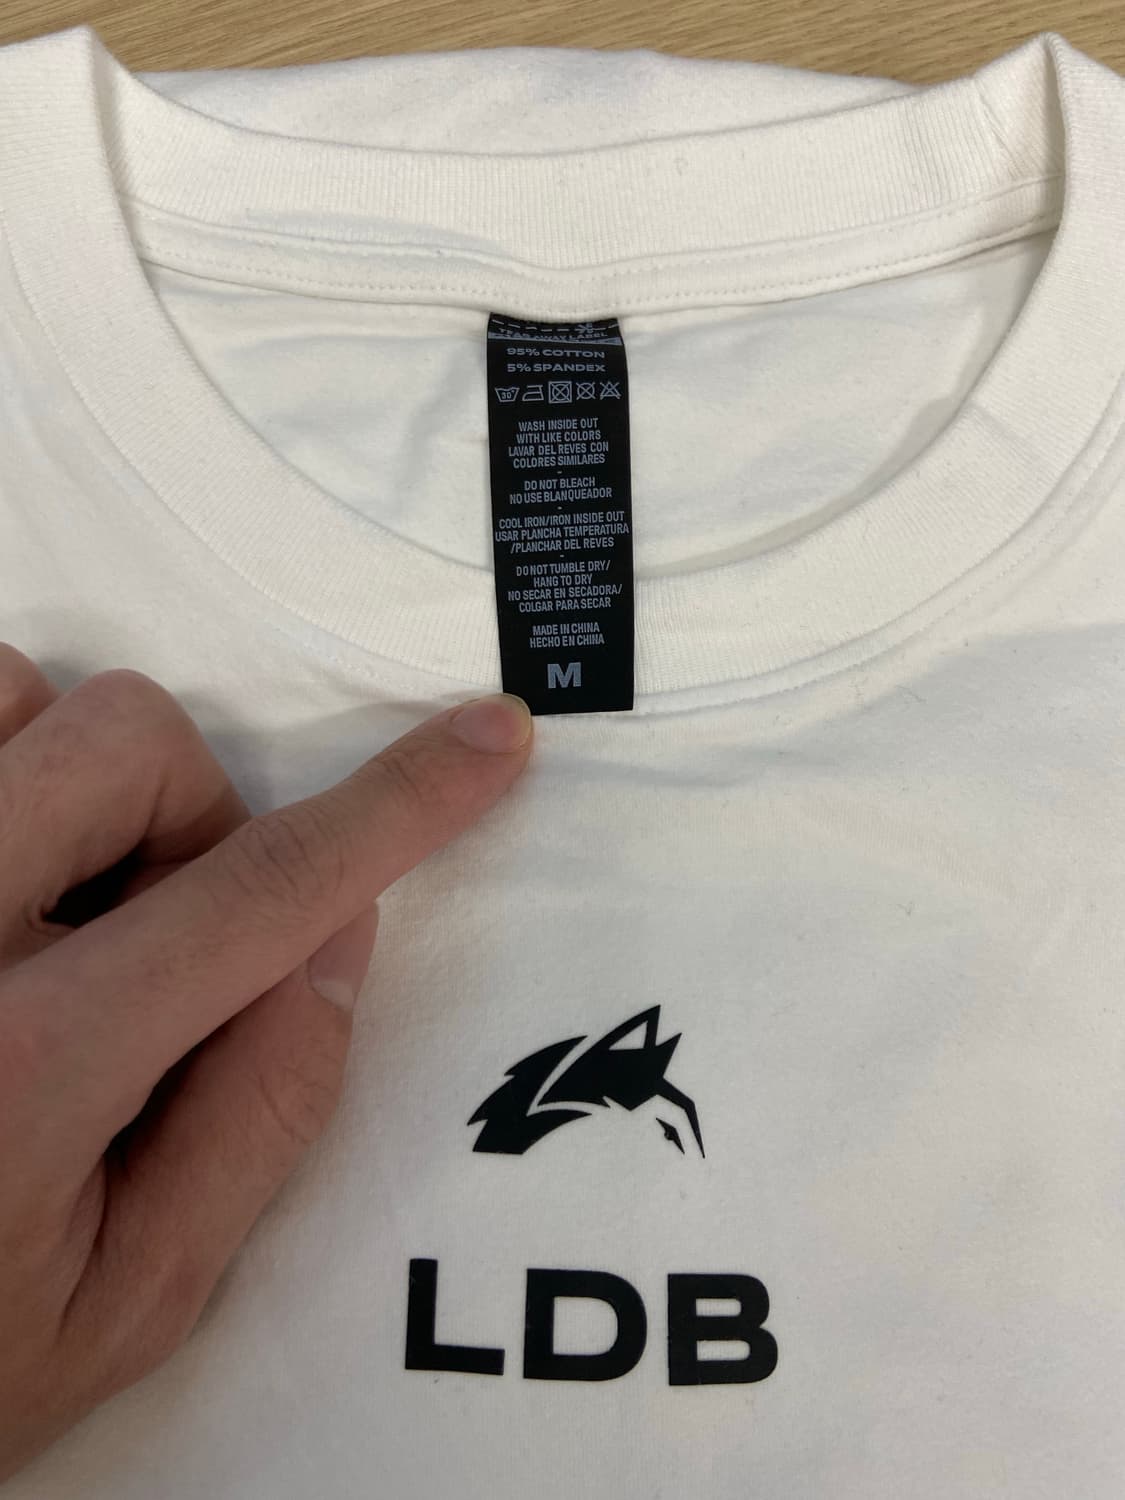 TEAR AWAY LABEL
95% COTTON
5% SPANDEX
30°
WASH INSIDE OUT
WITH LIKE COLORS
LAVAR DEL REVES CON
COLORES SIMILARES
-
DO NOT BLEACH
NO USE BLANQUEADOR
-
COOL IRON/IRON INSIDE OUT
USAR PLANCHA TEMPERATURA
/PLANCHAR DEL REVES
-
DO NOT TUMBLE DRY/
HANG TO DRY
NO SECAR EN SECADORA/
COLGAR PARA SECAR
MADE IN CHINA
HECHO EN CHINA
M
LDB